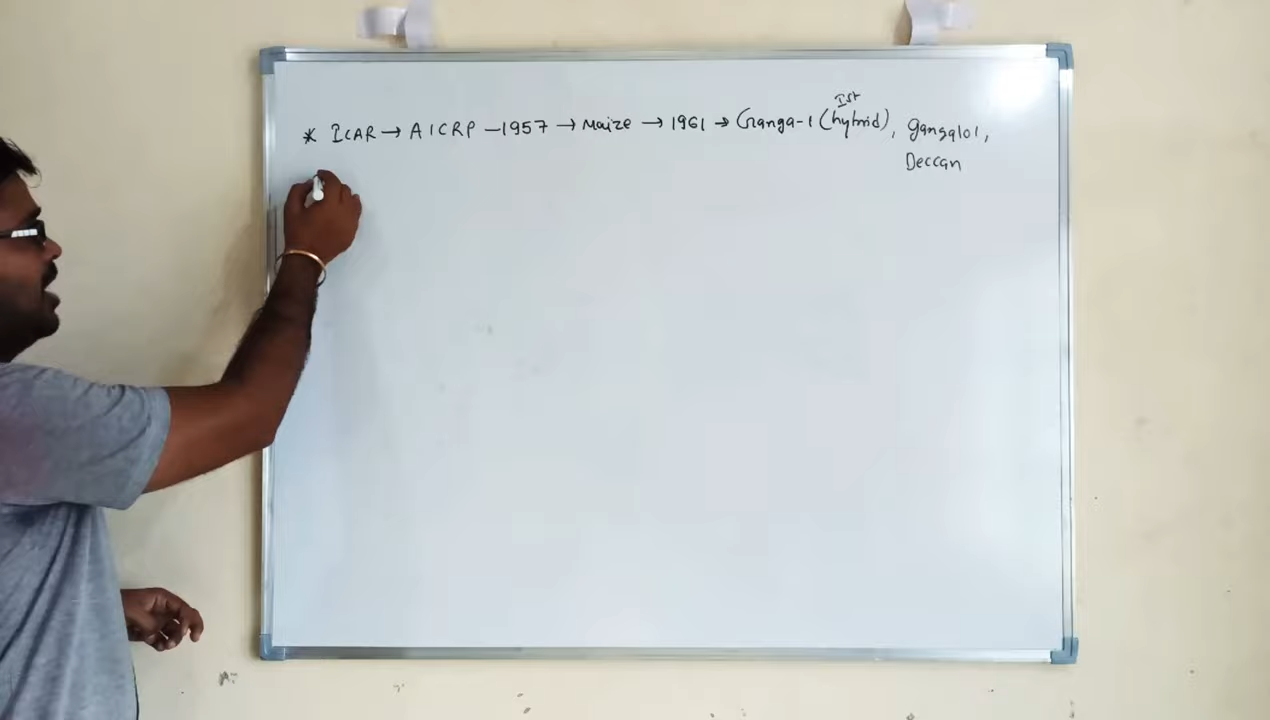 * ICAR → AICRP – 1957 → Maize → 1961 → Ganga-1 (Ist hybrid), Ganga101,
Deccan